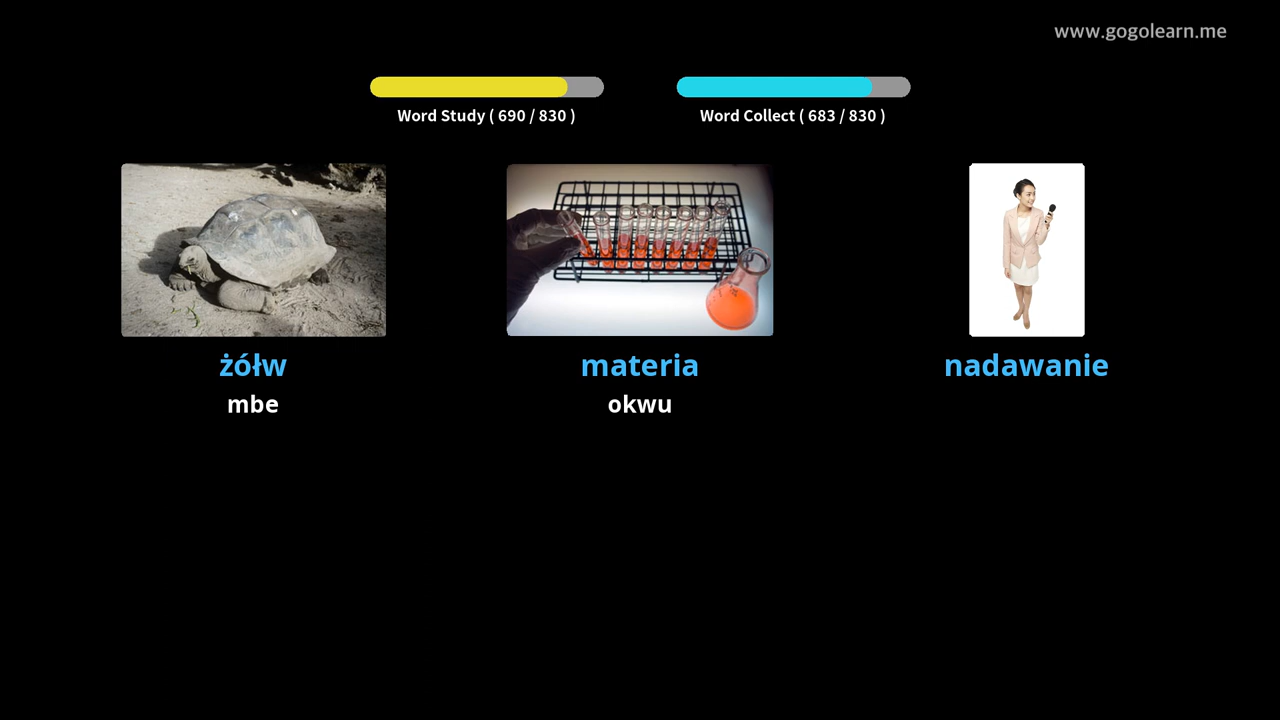 www.gogolearn.me
Word Study ( 690 / 830 )
Word Collect ( 683 / 830 )
żółw
materia
nadawanie
mbe
okwu